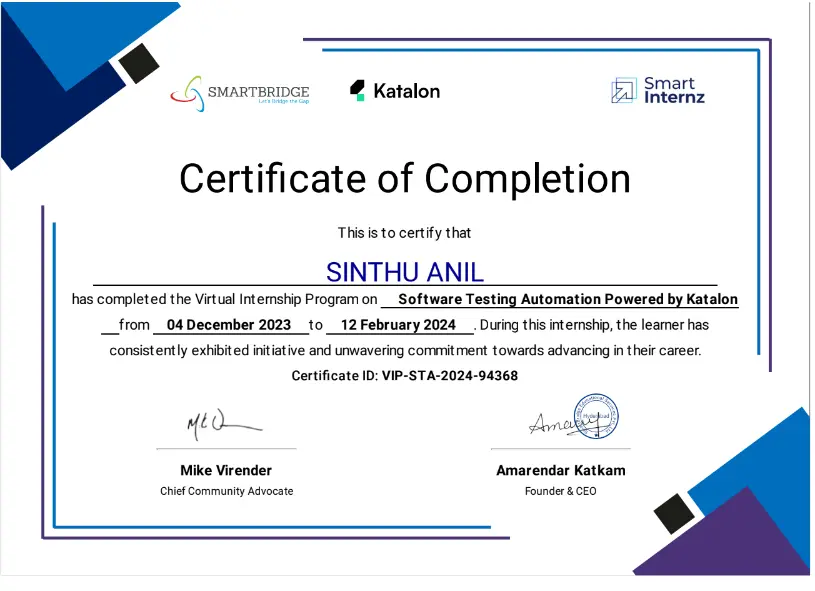 SMARTBRIDGE
Let's Bridge the Gap
Katalon
Smart
Internz
Certificate of Completion
This is to certify that
SINTHU ANIL
has completed the Virtual Internship Program on Software Testing Automation Powered by Katalon
from 04 December 2023 to 12 February 2024 . During this internship, the learner has
consistently exhibited initiative and unwavering commitment towards advancing in their career.
Certificate ID: VIP-STA-2024-94368
Hyderabad
Mike Virender
Amarendar Katkam
Chief Community Advocate
Founder & CEO